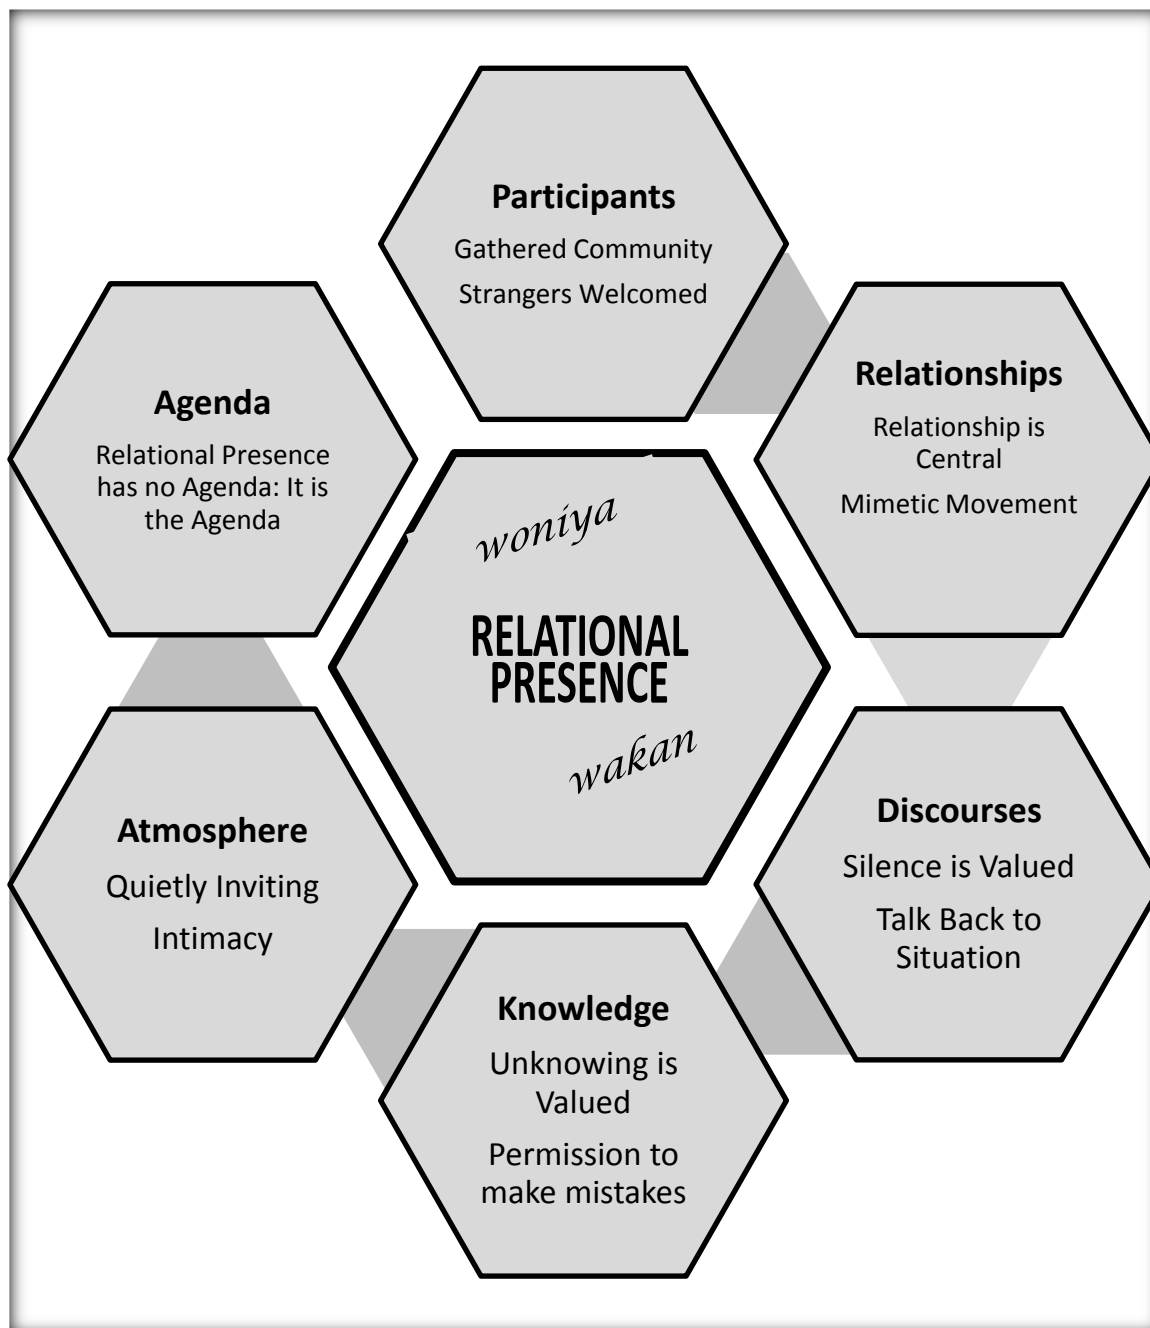 Participants
Gathered Community
Strangers Welcomed
Relationships
Relationship is
Central
Mimetic Movement
Discourses
Silence is Valued
Talk Back to
Situation
Knowledge
Unknowing is
Valued
Permission to
make mistakes
Atmosphere
Quietly Inviting
Intimacy
Agenda
Relational Presence
has no Agenda: It is
the Agenda
woniya
RELATIONAL
PRESENCE
wakan